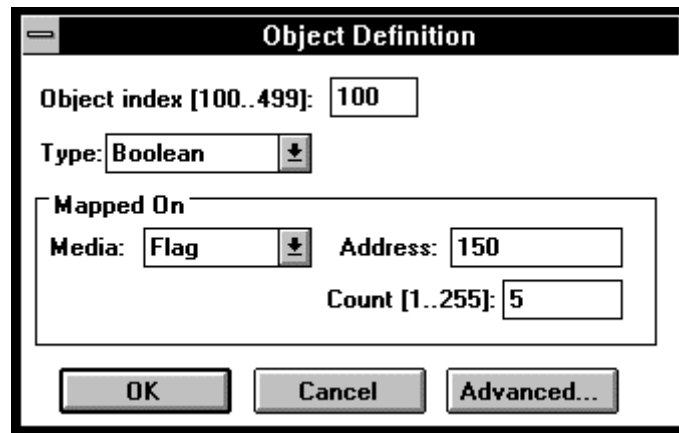 Object Definition
Object index [100..499]: 100
Type: Boolean
Mapped On
Media: Flag Address: 150
Count [1..255]: 5
OK Cancel Advanced...